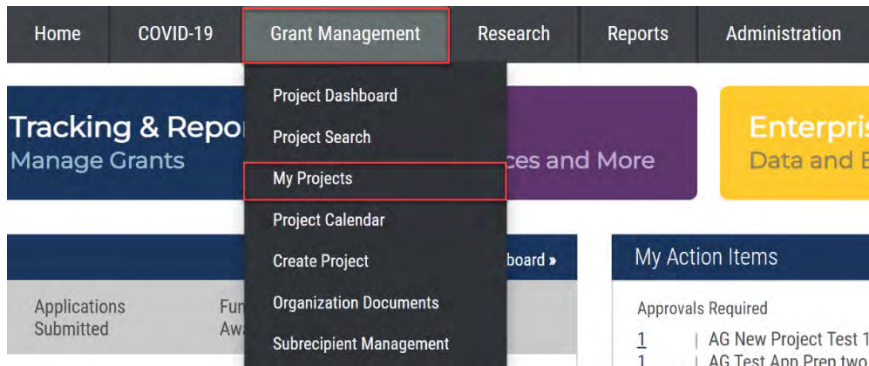 Home COVID-19 Grant Management Research Reports Administration
Project Dashboard
Tracking & Repo
Enterpris
Project Search
Manage Grants
ces and More
Data and E
My Projects
Project Calendar
Create Project
board »
My Action Items
Applications
Submitted
Fun
Awa
Organization Documents
Approvals Required
Subrecipient Management
1 | AG New Project Test 1
1 | AG Test App Prep two